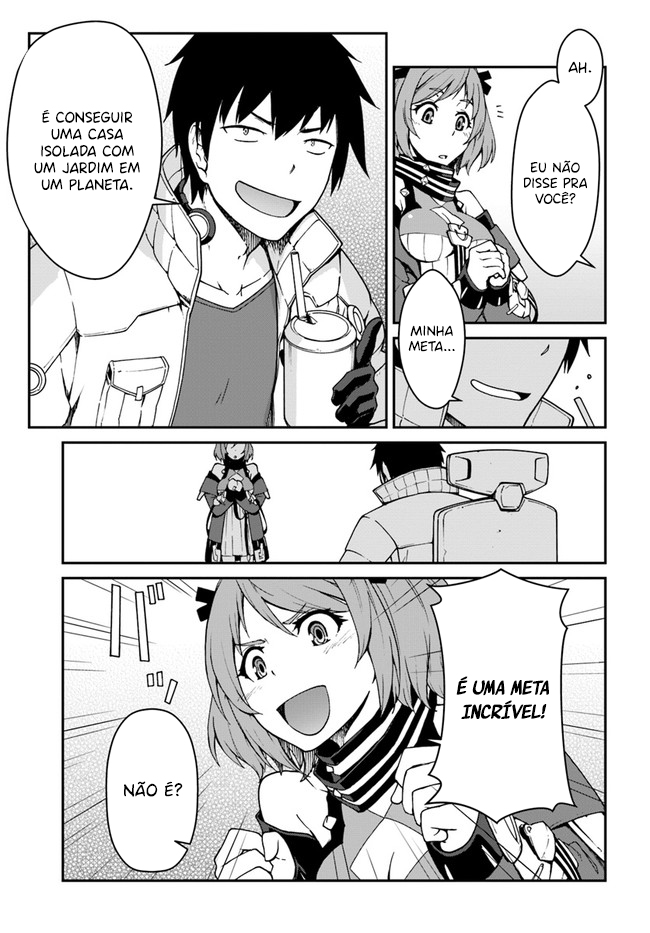 AH.
EU NÃO
DISSE PRA
VOCÊ?
MINHA
META...
É CONSEGUIR
UMA CASA
ISOLADA COM
UM JARDIM EM
UM PLANETA.
É UMA META
INCRÍVEL!
NÃO É?